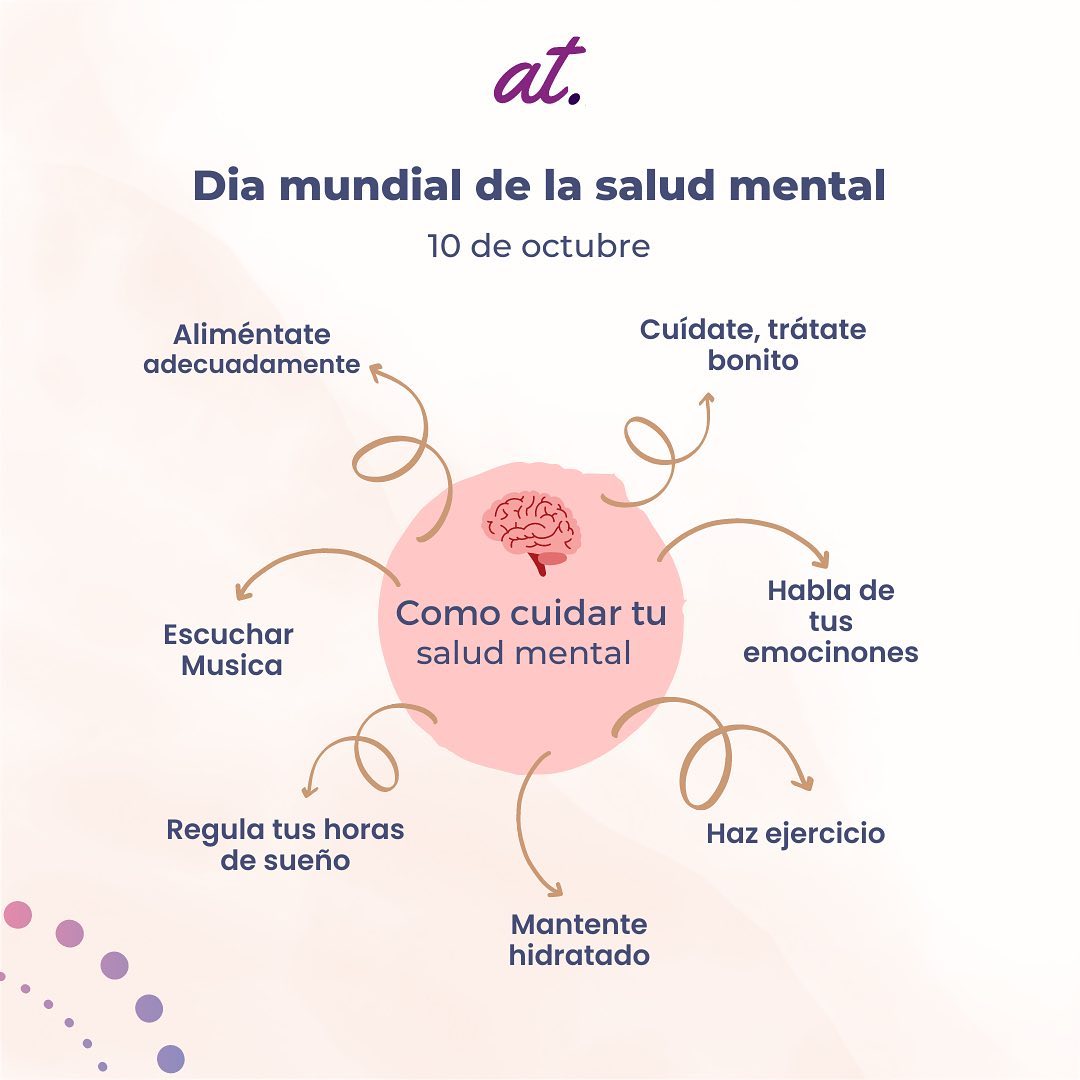 at.
Dia mundial de la salud mental
10 de octubre
Aliméntate
adecuadamente
Cuídate, trátate
bonito
Escuchar
Musica
Como cuidar tu
salud mental
Habla de
tus
emocinones
Regula tus horas
de sueño
Haz ejercicio
Mantente
hidratado